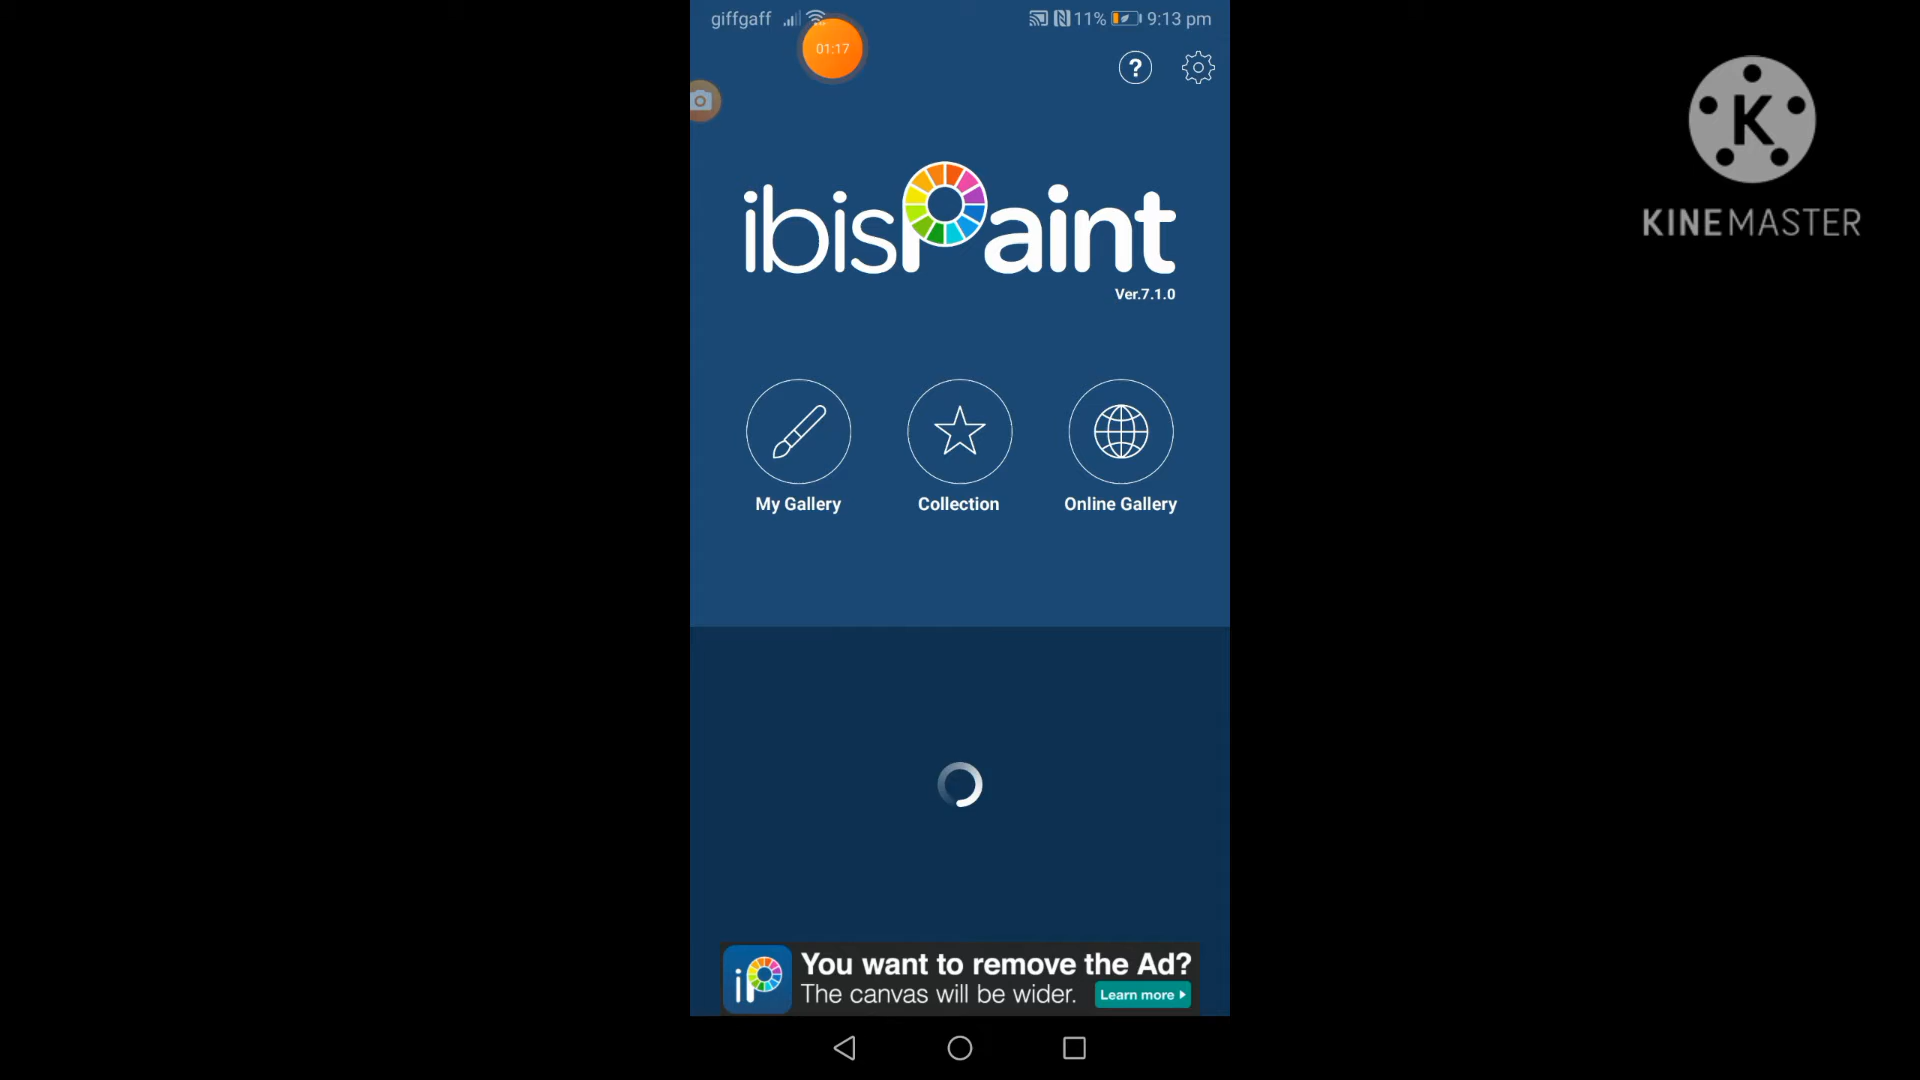 giffgaff 11% 9:13 pm
01:17
?
K
KINEMASTER
ibisPaint
Ver.7.1.0
My Gallery Collection Online Gallery
iP
You want to remove the Ad?
The canvas will be wider. Learn more